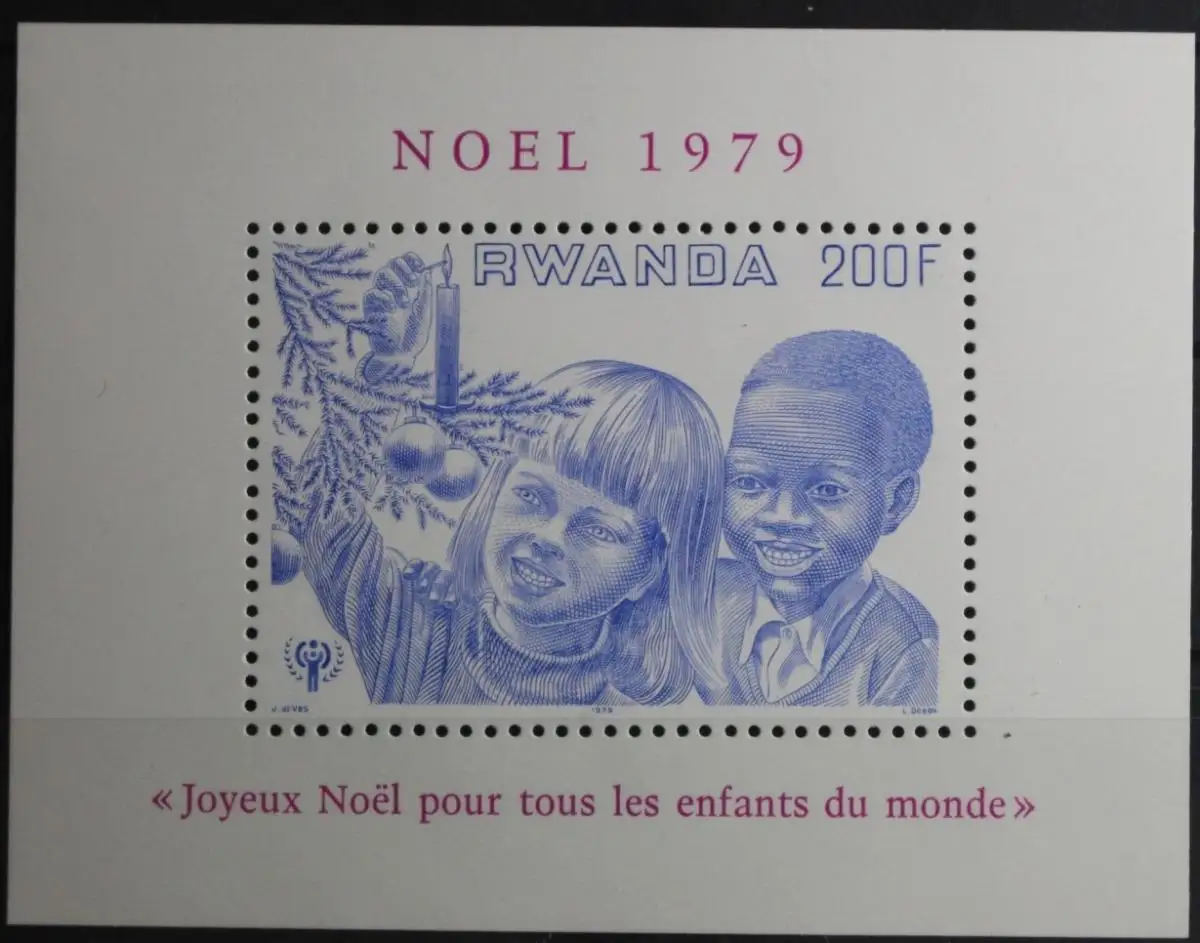 NOEL 1979
RWANDA 200F
1979
«Joyeux Noël pour tous les enfants du monde»